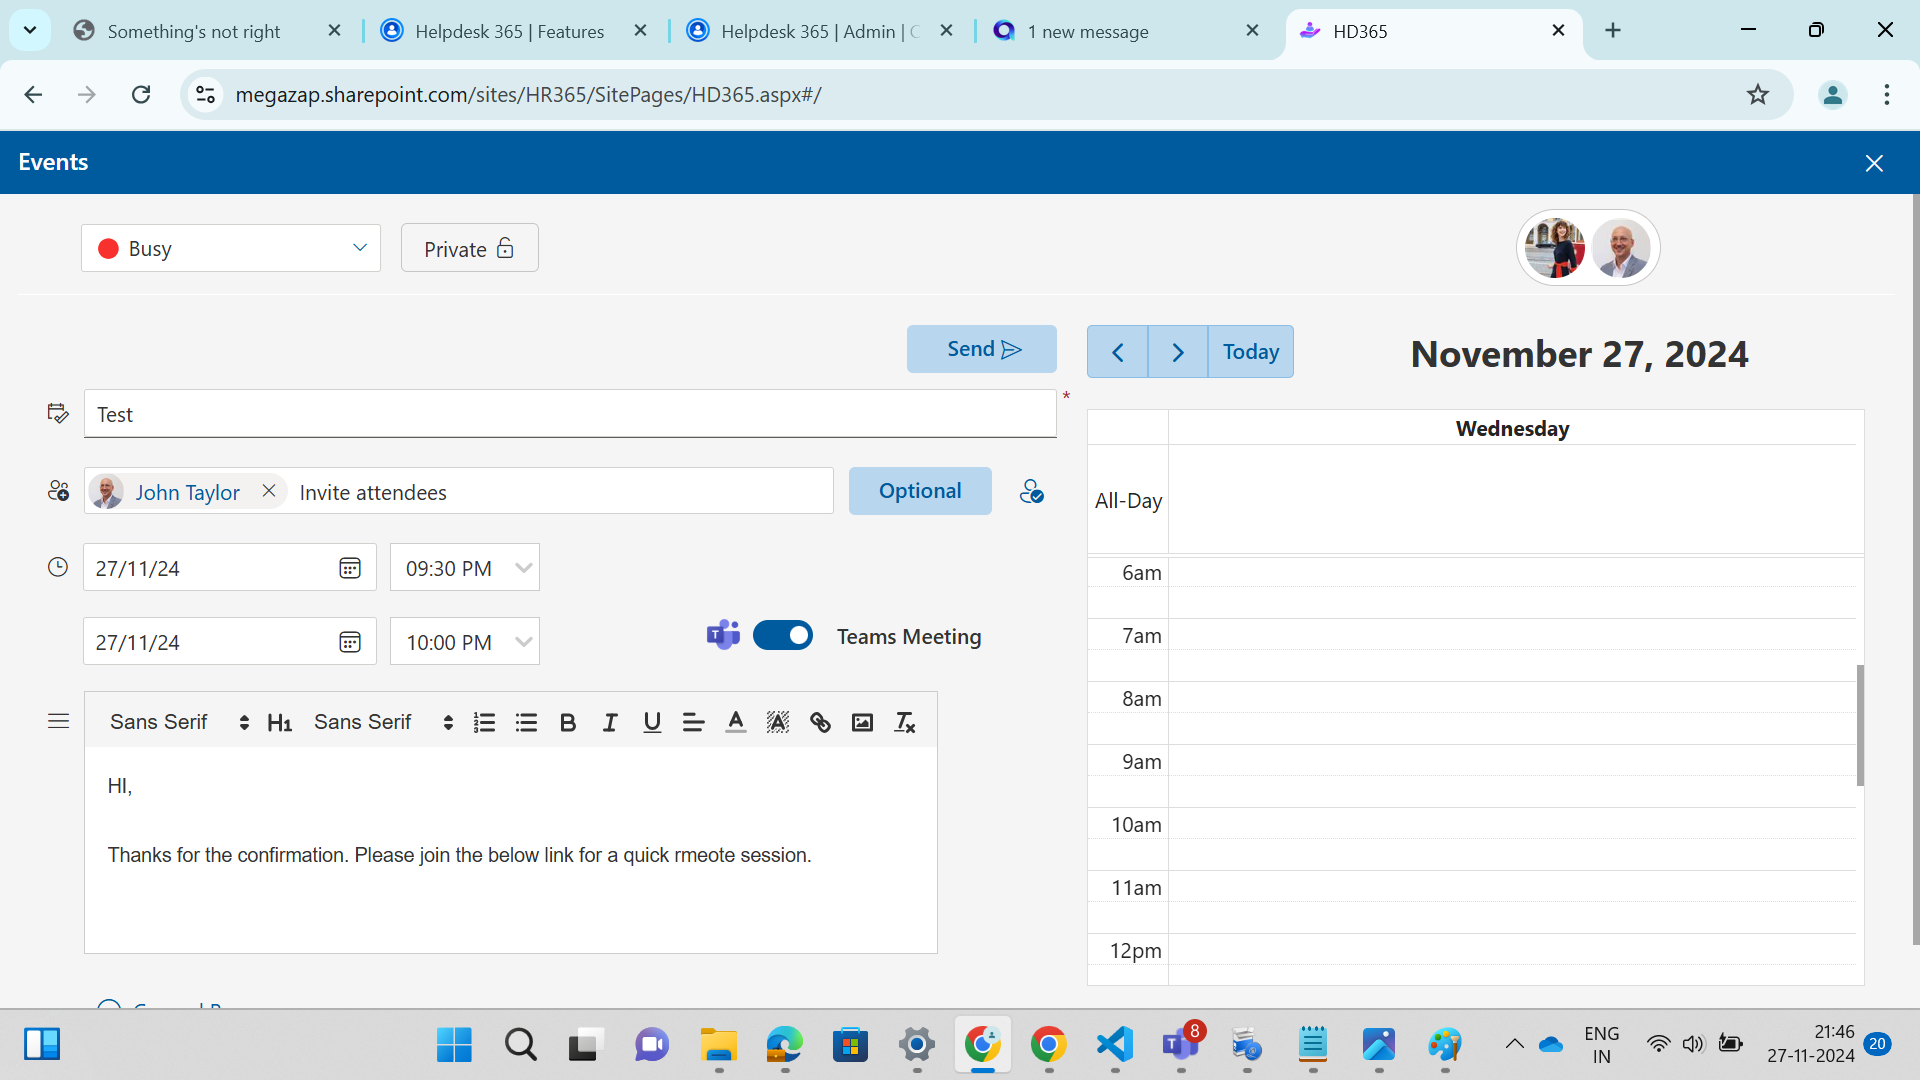 Something's not right
Helpdesk 365 | Features
Helpdesk 365 | Admin |
1 new message
HD365
megazap.sharepoint.com/sites/HR365/SitePages/HD365.aspx#/
Events
Busy
Private
Send
Today
November 27, 2024
Test
*
Wednesday
John Taylor
Invite attendees
Optional
All-Day
27/11/24
09:30 PM
27/11/24
10:00 PM
T
Teams Meeting
6am
7am
8am
9am
10am
11am
12pm
Sans Serif
H1
Sans Serif
HI,
Thanks for the confirmation. Please join the below link for a quick rmeote session.
8
ENG
IN
21:46
27-11-2024
20